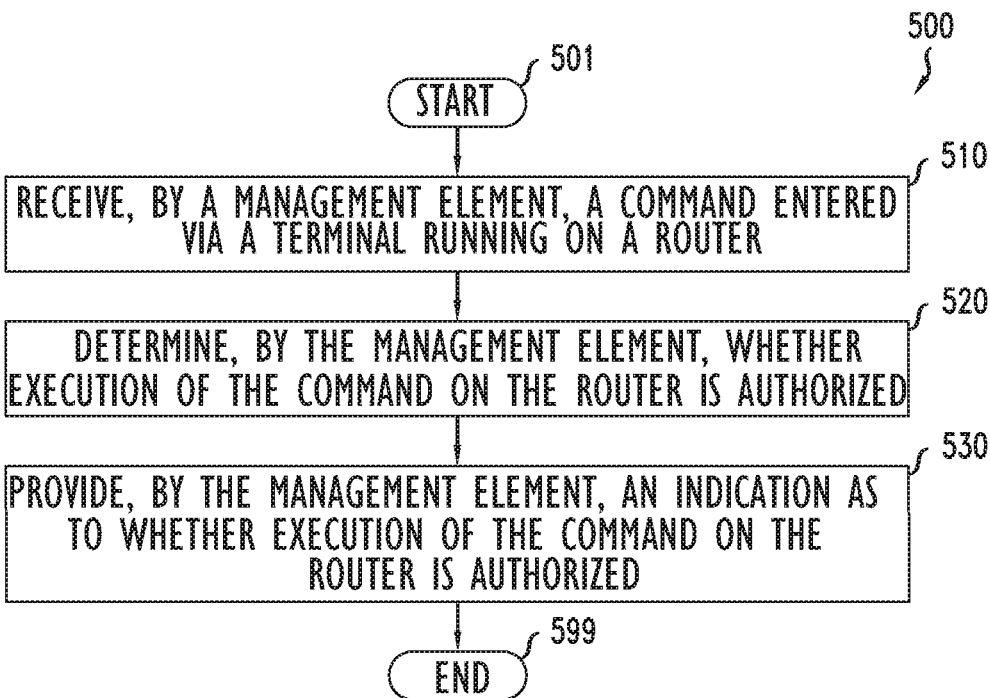 500
501
START
510
RECEIVE, BY A MANAGEMENT ELEMENT, A COMMAND ENTERED
VIA A TERMINAL RUNNING ON A ROUTER
520
DETERMINE, BY THE MANAGEMENT ELEMENT, WHETHER
EXECUTION OF THE COMMAND ON THE ROUTER IS AUTHORIZED
530
PROVIDE, BY THE MANAGEMENT ELEMENT, AN INDICATION AS
TO WHETHER EXECUTION OF THE COMMAND ON THE
ROUTER IS AUTHORIZED
599
END